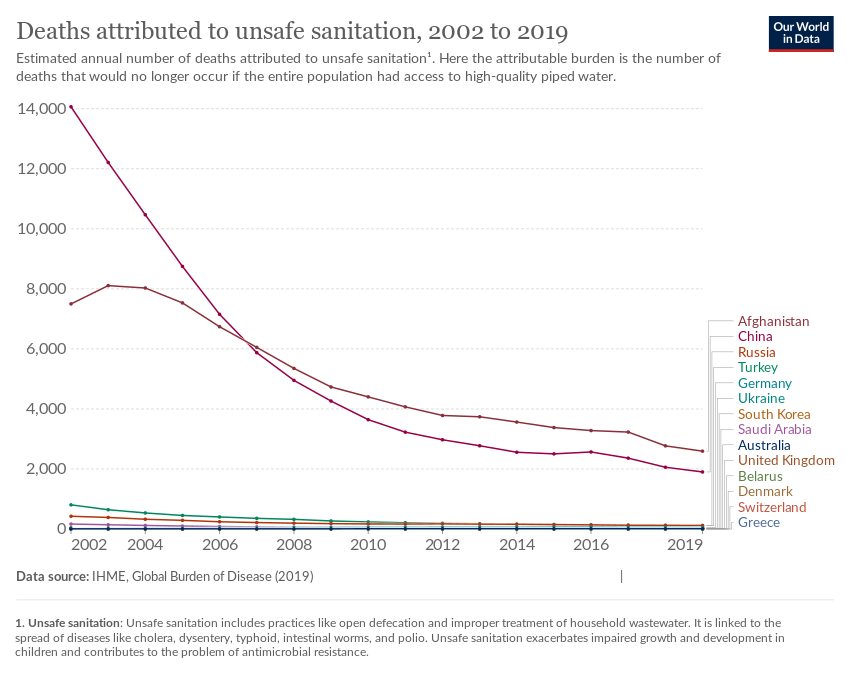 Deaths attributed to unsafe sanitation, 2002 to 2019
Our World
in Data
Estimated annual number of deaths attributed to unsafe sanitation¹. Here the attributable burden is the number of
deaths that would no longer occur if the entire population had access to high-quality piped water.
14,000
12,000
10,000
8,000
6,000
4,000
2,000
0
2002
2004
2006
2008
2010
2012
2014
2016
2019
Afghanistan
China
Russia
Turkey
Germany
Ukraine
South Korea
Saudi Arabia
Australia
United Kingdom
Belarus
Denmark
Switzerland
Greece
Data source: IHME, Global Burden of Disease (2019)
|
1. Unsafe sanitation: Unsafe sanitation includes practices like open defecation and improper treatment of household wastewater. It is linked to the
spread of diseases like cholera, dysentery, typhoid, intestinal worms, and polio. Unsafe sanitation exacerbates impaired growth and development in
children and contributes to the problem of antimicrobial resistance.